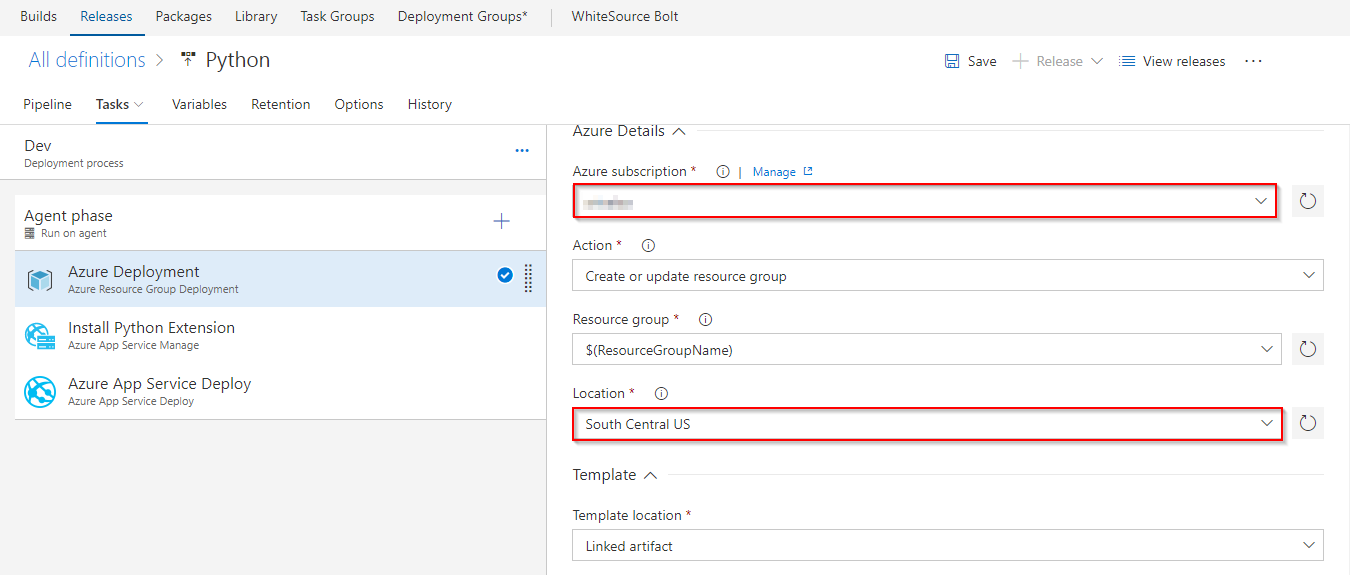 Builds Releases Packages Library Task Groups Deployment Groups* WhiteSource Bolt
All definitions > Python
Save + Release View releases ...
Pipeline Tasks Variables Retention Options History
Dev
Deployment process
Agent phase
Run on agent
Azure Deployment
Azure Resource Group Deployment
Install Python Extension
Azure App Service Manage
Azure App Service Deploy
Azure App Service Deploy
Azure Details
Azure subscription * | Manage
Action *
Create or update resource group
Resource group *
$(ResourceGroupName)
Location *
South Central US
Template
Template location *
Linked artifact